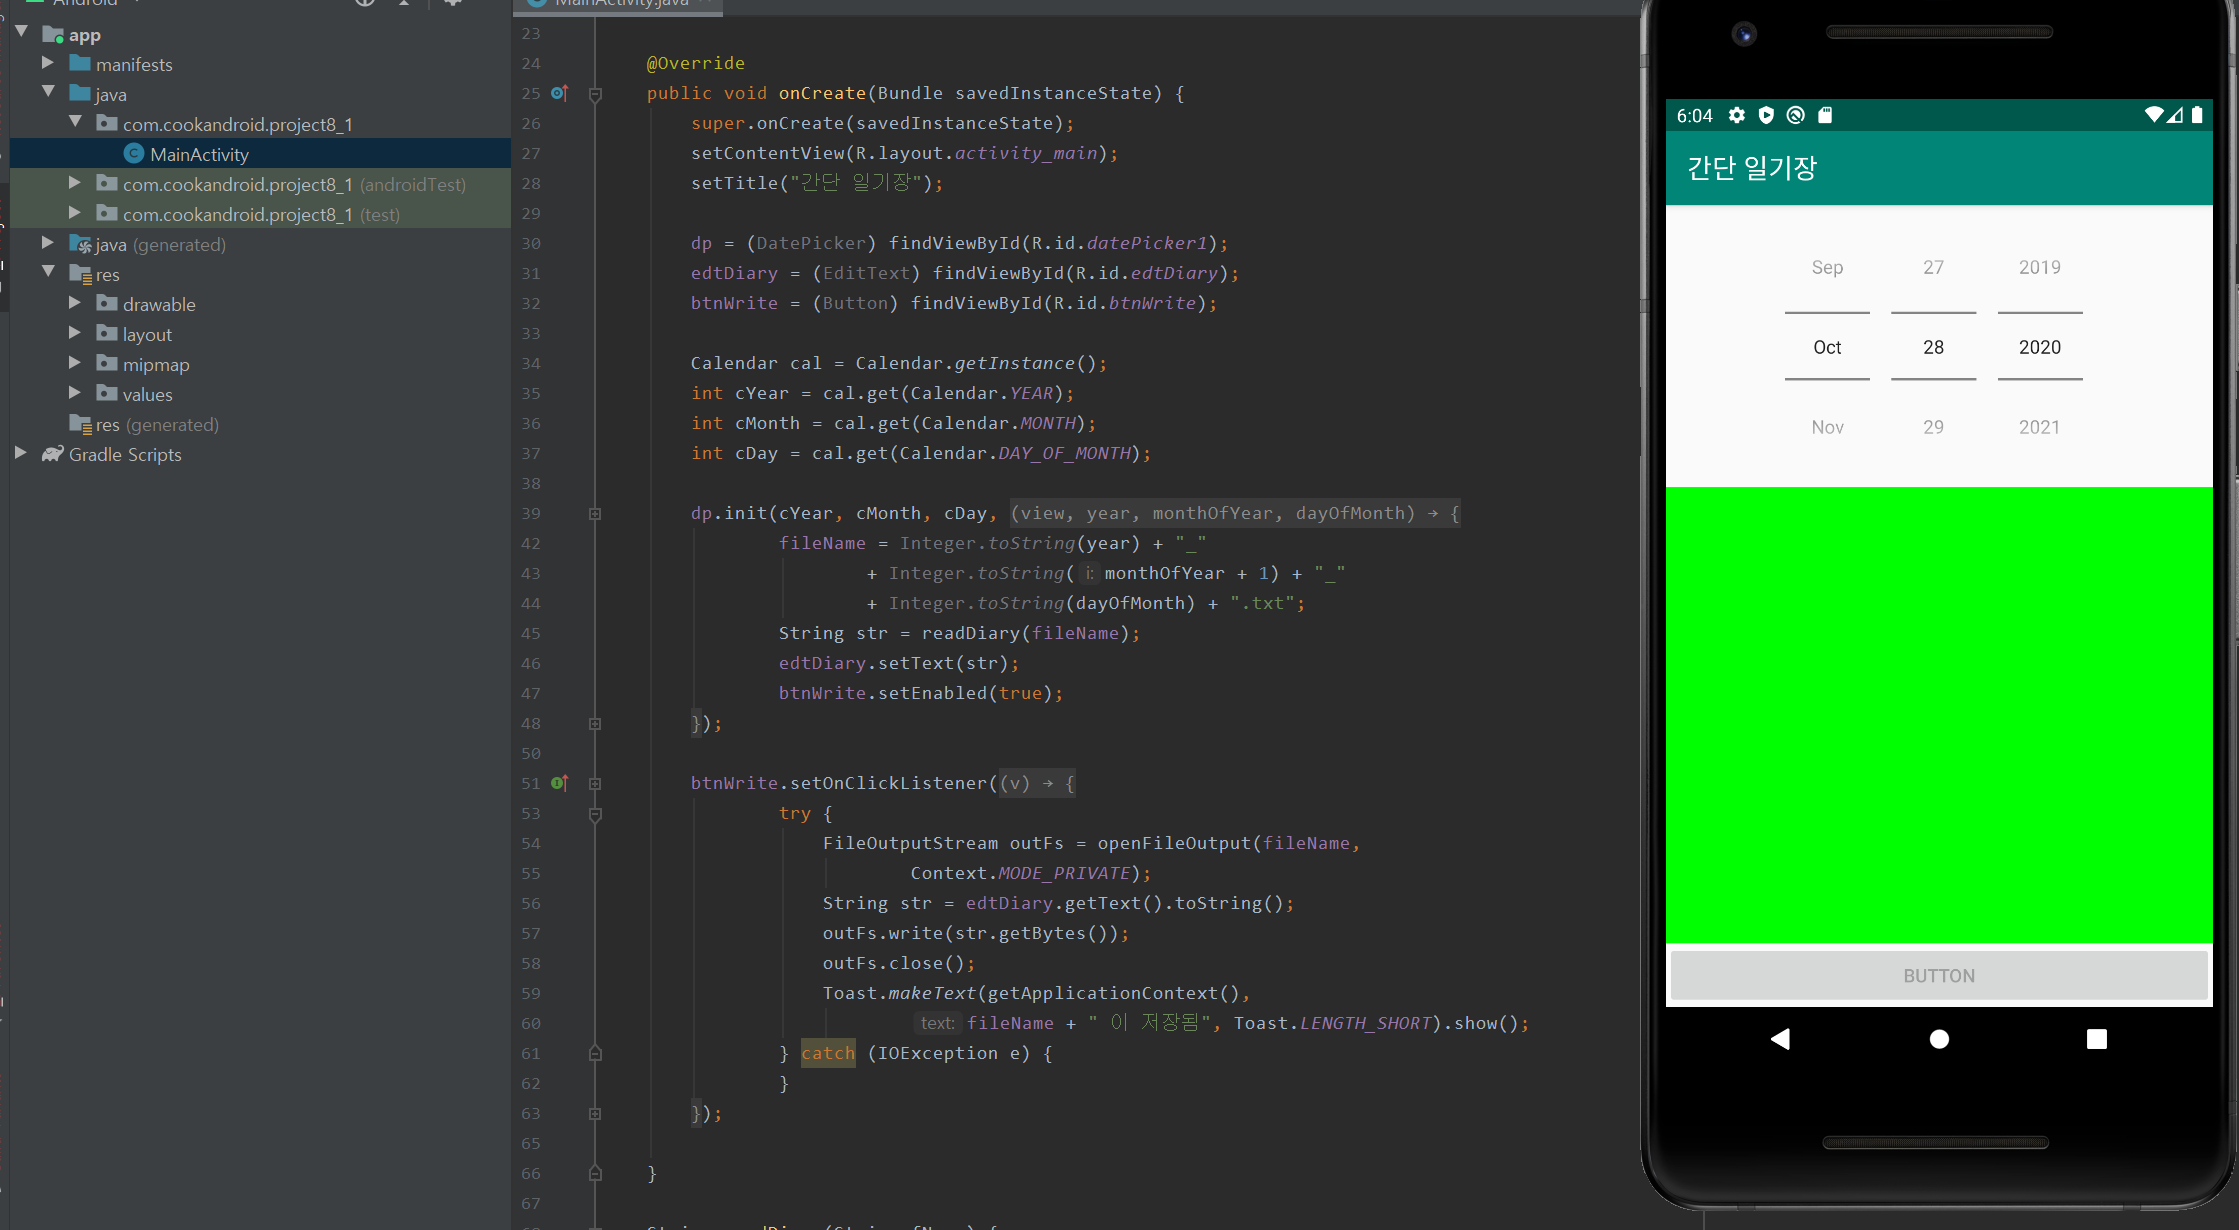 Android
app
manifests
java
com.cookandroid.project8_1
MainActivity
com.cookandroid.project8_1 (androidTest)
com.cookandroid.project8_1 (test)
java (generated)
res
drawable
layout
mipmap
values
res (generated)
Gradle Scripts
MainActivity.java
23
24 @Override
25 public void onCreate(Bundle savedInstanceState) {
26 super.onCreate(savedInstanceState);
27 setContentView(R.layout.activity_main);
28 setTitle("간단 일기장");
29
30 dp = (DatePicker) findViewById(R.id.datePicker1);
31 edtDiary = (EditText) findViewById(R.id.edtDiary);
32 btnWrite = (Button) findViewById(R.id.btnWrite);
33
34 Calendar cal = Calendar.getInstance();
35 int cYear = cal.get(Calendar.YEAR);
36 int cMonth = cal.get(Calendar.MONTH);
37 int cDay = cal.get(Calendar.DAY_OF_MONTH);
38
39 dp.init(cYear, cMonth, cDay, (view, year, monthOfYear, dayOfMonth) → {
42 fileName = Integer.toString(year) + "_"
43 + Integer.toString( i: monthOfYear + 1) + "_"
44 + Integer.toString(dayOfMonth) + ".txt";
45 String str = readDiary(fileName);
46 edtDiary.setText(str);
47 btnWrite.setEnabled(true);
48 });
50
51 btnWrite.setOnClickListener((v) → {
53 try {
54 FileOutputStream outFs = openFileOutput(fileName,
55 Context.MODE_PRIVATE);
56 String str = edtDiary.getText().toString();
57 outFs.write(str.getBytes());
58 outFs.close();
59 Toast.makeText(getApplicationContext(),
60 text: fileName + " 이 저장됨", Toast.LENGTH_SHORT).show();
61 } catch (IOException e) {
62 }
63 });
65
66 }
67
6:04
간단 일기장
Sep 27 2019
Oct 28 2020
Nov 29 2021
BUTTON